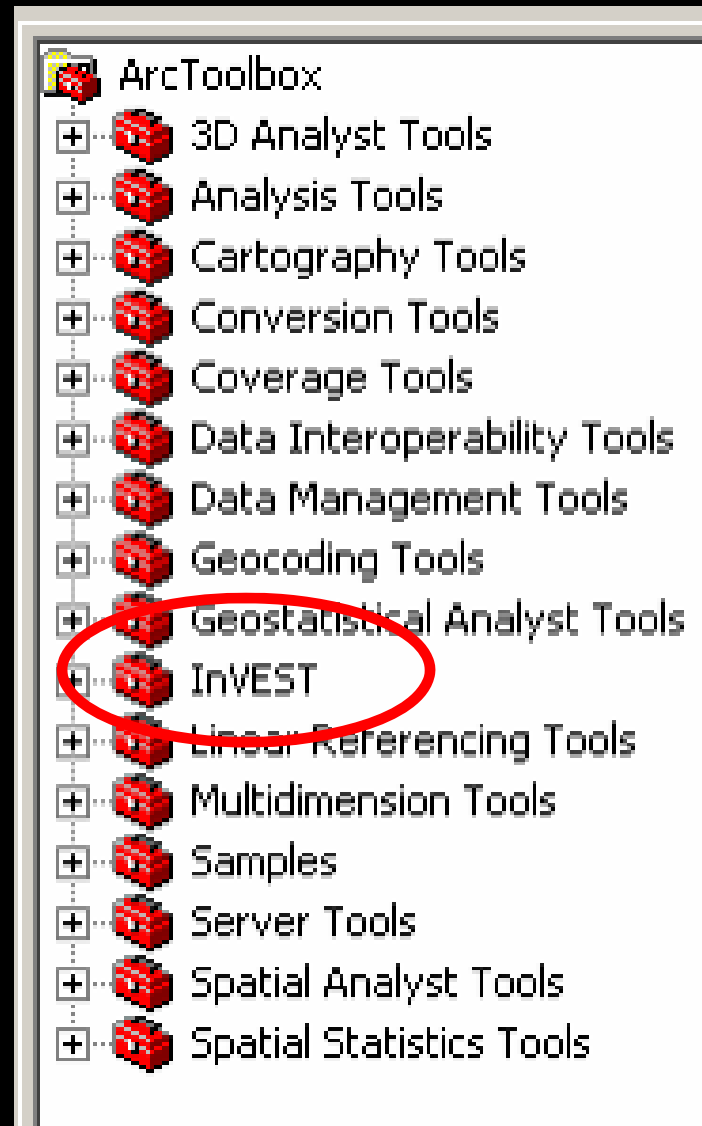 ArcToolbox
3D Analyst Tools
Analysis Tools
Cartography Tools
Conversion Tools
Coverage Tools
Data Interoperability Tools
Data Management Tools
Geocoding Tools
Geostatistical Analyst Tools
InVEST
Linear Referencing Tools
Multidimension Tools
Samples
Server Tools
Spatial Analyst Tools
Spatial Statistics Tools